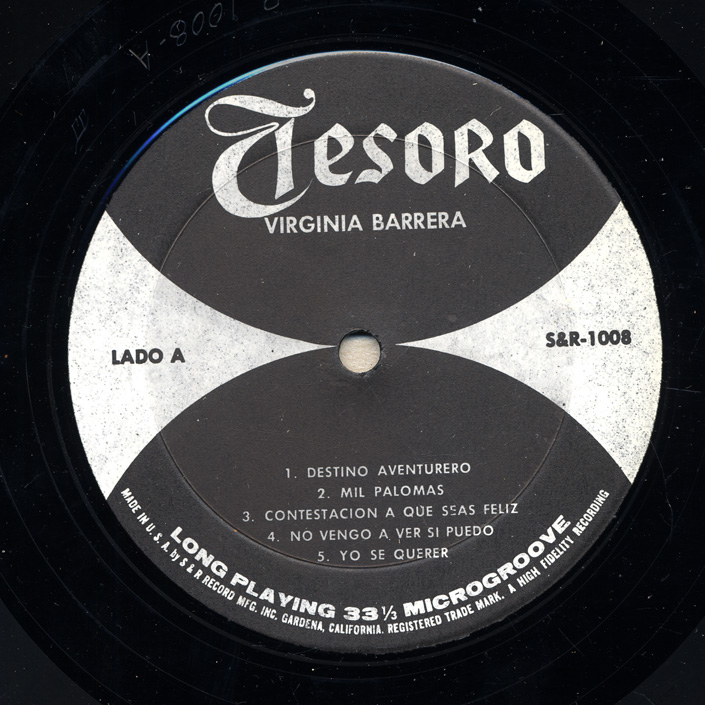 Tesoro
VIRGINIA BARRERA
LADO A
S&R-1008
1. DESTINO AVENTURERO
2. MIL PALOMAS
3. CONTESTACION A QUE SEAS FELIZ
4. NO VENGO A VER SI PUEDO
5. YO SE QUERER
LONG PLAYING 33 1/3 MICROGROOVE
MADE IN U. S. A. by S & R RECORD MFG. INC. GARDENA, CALIFORNIA. REGISTERED TRADE MARK. A HIGH FIDELITY RECORDING